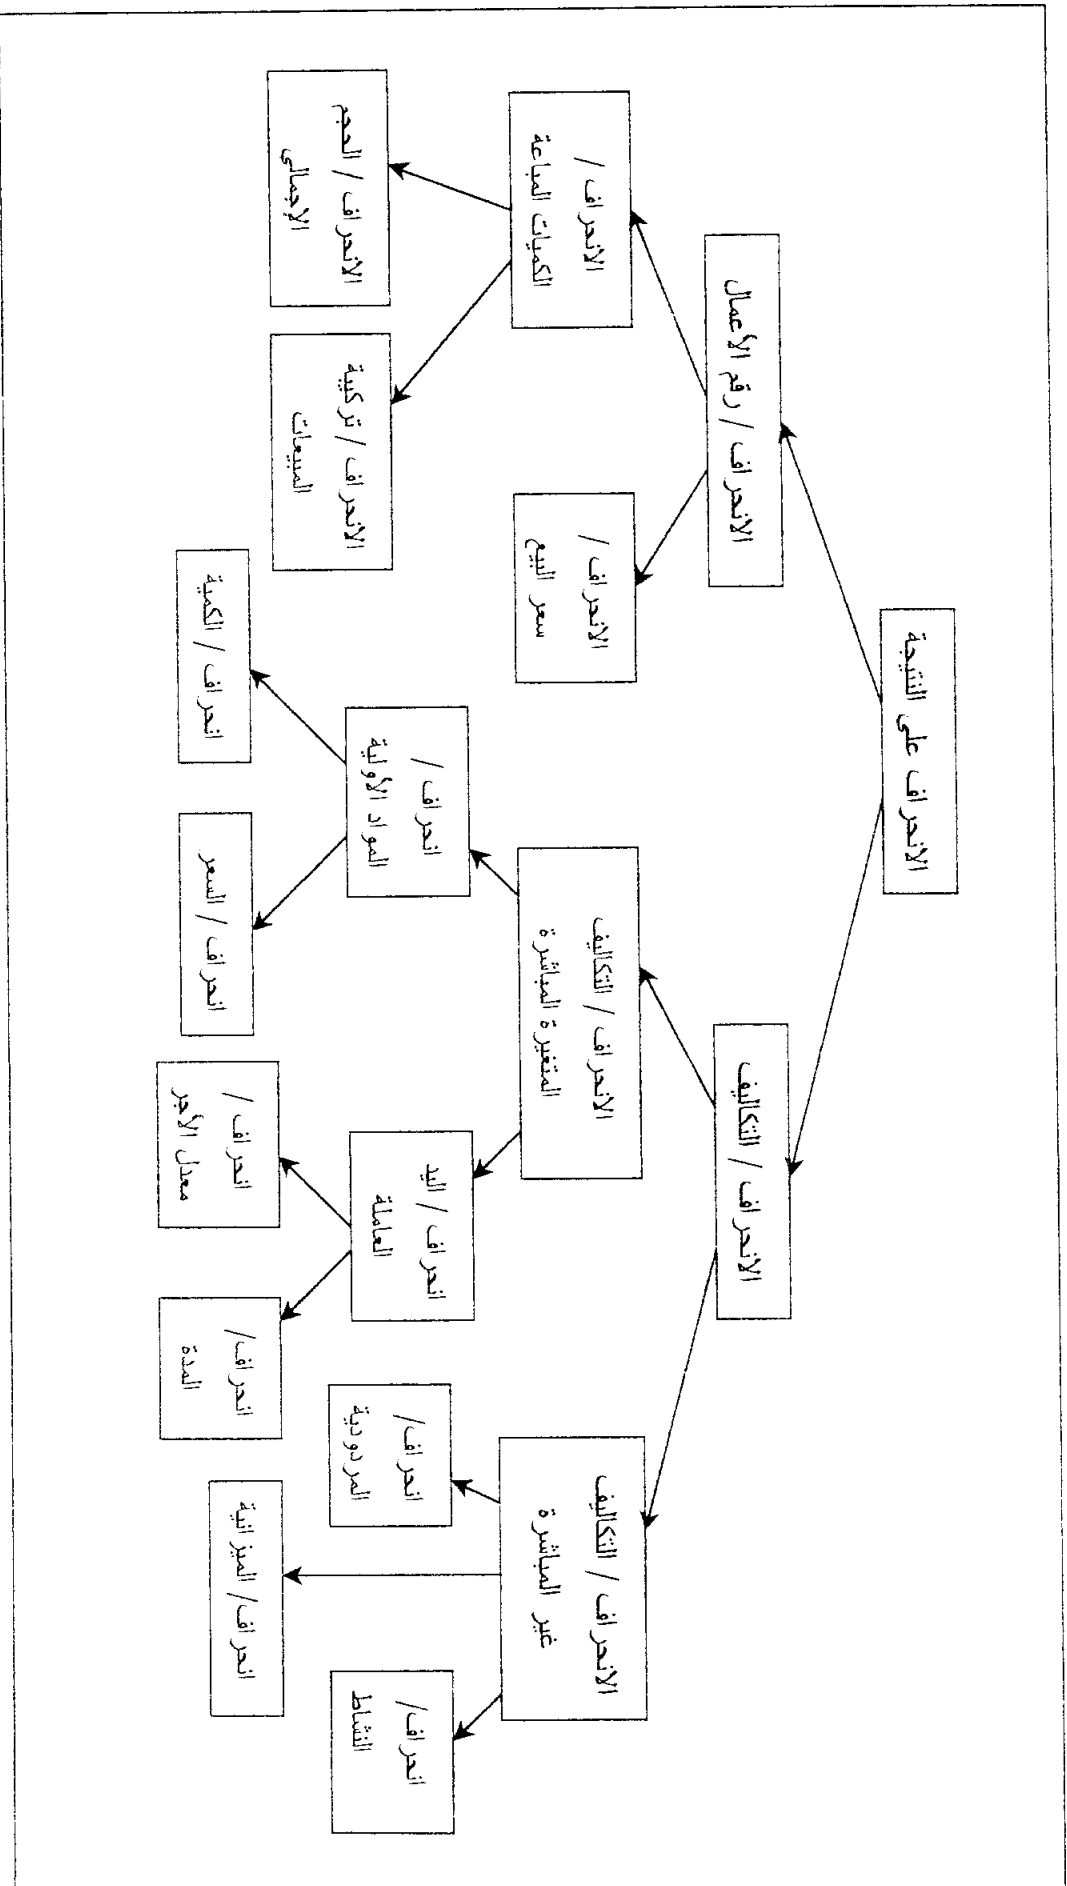 الانحراف على النتيجة
الانحراف / رقم الأعمال
الانحراف / التكاليف
الانحراف /
الكميات المباعة
الانحراف /
سعر البيع
الانحراف / التكاليف
المتغيرة المباشرة
الانحراف / التكاليف
غير المباشرة
الانحراف / الحجم
الإجمالي
الانحراف / تركيبة
المبيعات
انحراف /
المواد الأولية
انحراف / اليد
العاملة
انحراف/
المردودية
انحراف/ الميزانية
انحراف/
النشاط
انحراف / الكمية
انحراف / السعر
انحراف /
معدل الأجر
انحراف/
المدة